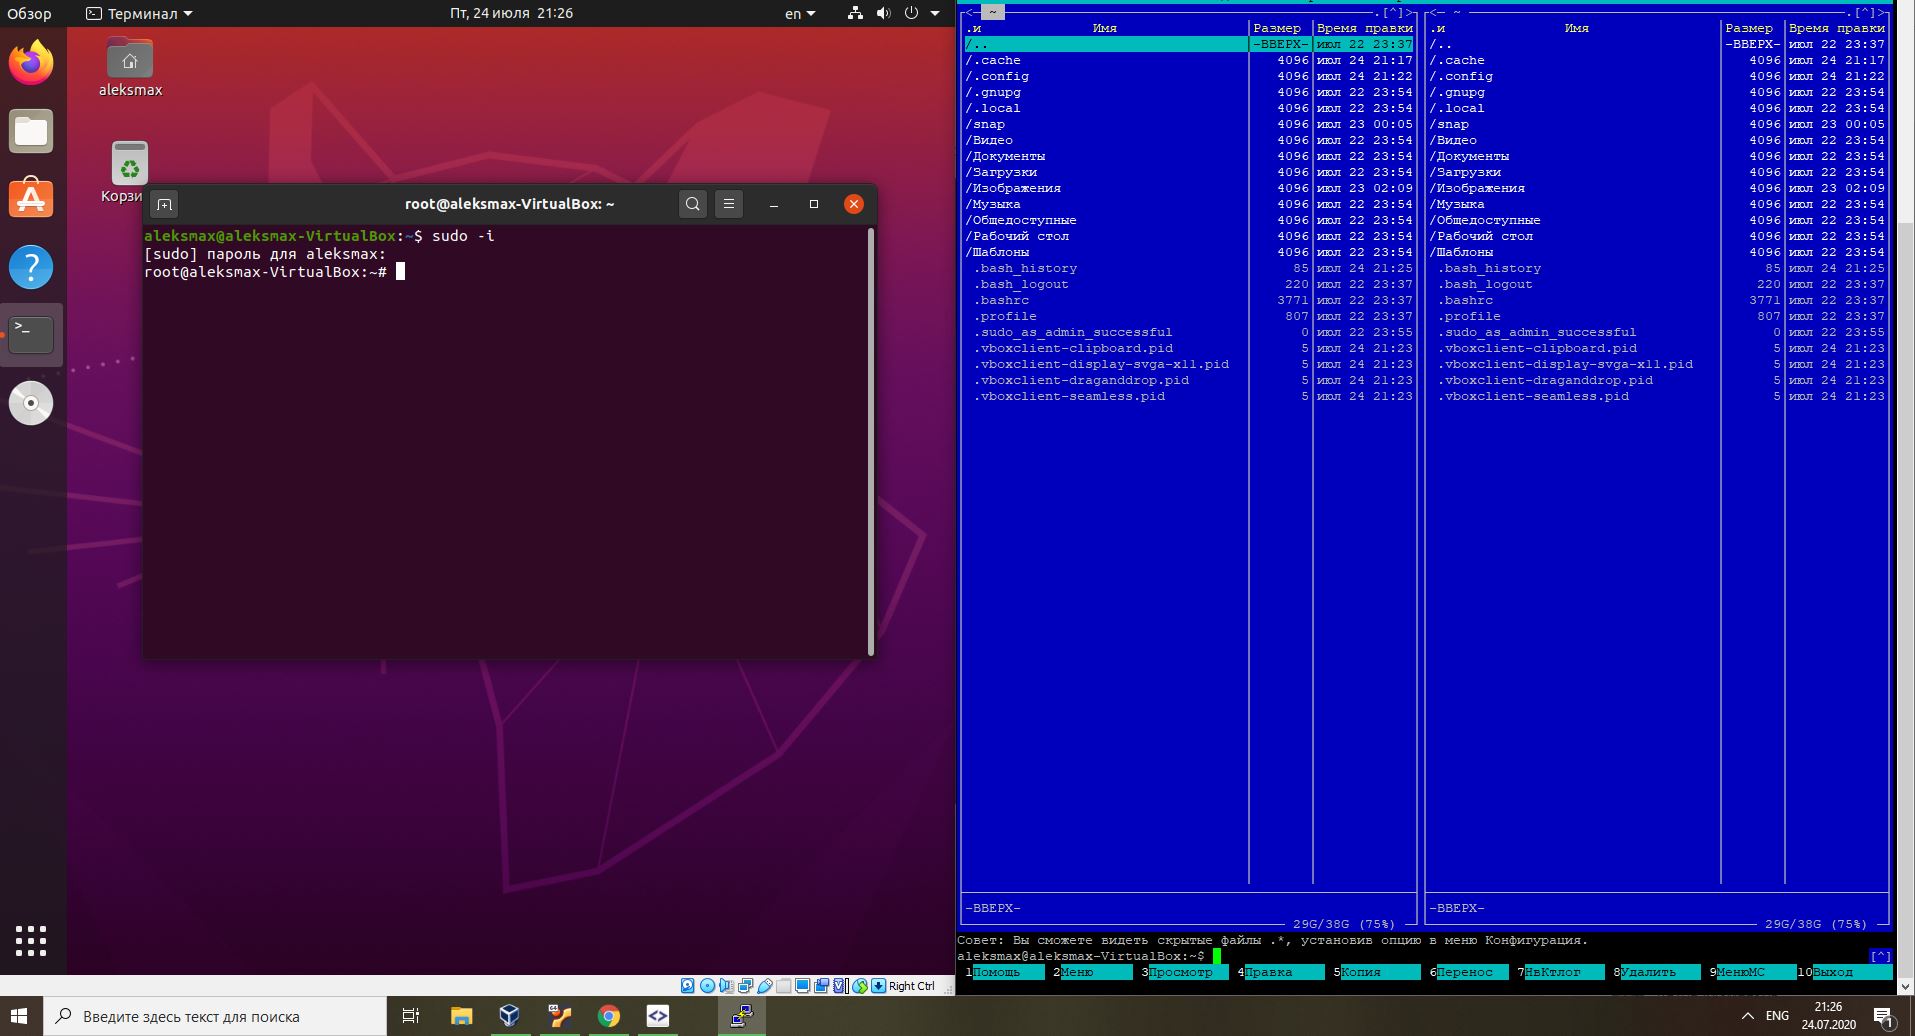 Обзор Терминал Пт, 24 июля 21:26 en
aleksmax
Корзи
root@aleksmax-VirtualBox: ~
aleksmax@aleksmax-VirtualBox:~$ sudo -i
[sudo] пароль для aleksmax:
root@aleksmax-VirtualBox:~#
Right Ctrl
<─ ~ .[^]>
.и Имя Размер Время правки
/.. -ВВЕРХ- июл 22 23:37
/.cache 4096 июл 24 21:17
/.config 4096 июл 24 21:22
/.gnupg 4096 июл 22 23:54
/.local 4096 июл 22 23:54
/snap 4096 июл 23 00:05
/Видео 4096 июл 22 23:54
/Документы 4096 июл 22 23:54
/Загрузки 4096 июл 22 23:54
/Изображения 4096 июл 23 02:09
/Музыка 4096 июл 22 23:54
/Общедоступные 4096 июл 22 23:54
/Рабочий стол 4096 июл 22 23:54
/Шаблоны 4096 июл 22 23:54
.bash_history 85 июл 24 21:25
.bash_logout 220 июл 22 23:37
.bashrc 3771 июл 22 23:37
.profile 807 июл 22 23:37
.sudo_as_admin_successful 0 июл 22 23:55
.vboxclient-clipboard.pid 5 июл 24 21:23
.vboxclient-display-svga-x11.pid 5 июл 24 21:23
.vboxclient-draganddrop.pid 5 июл 24 21:23
.vboxclient-seamless.pid 5 июл 24 21:23
-ВВЕРХ-
29G/38G (75%)
<─ ~ .[^]>
.и Имя Размер Время правки
/.. -ВВЕРХ- июл 22 23:37
/.cache 4096 июл 24 21:17
/.config 4096 июл 24 21:22
/.gnupg 4096 июл 22 23:54
/.local 4096 июл 22 23:54
/snap 4096 июл 23 00:05
/Видео 4096 июл 22 23:54
/Документы 4096 июл 22 23:54
/Загрузки 4096 июл 22 23:54
/Изображения 4096 июл 23 02:09
/Музыка 4096 июл 22 23:54
/Общедоступные 4096 июл 22 23:54
/Рабочий стол 4096 июл 22 23:54
/Шаблоны 4096 июл 22 23:54
.bash_history 85 июл 24 21:25
.bash_logout 220 июл 22 23:37
.bashrc 3771 июл 22 23:37
.profile 807 июл 22 23:37
.sudo_as_admin_successful 0 июл 22 23:55
.vboxclient-clipboard.pid 5 июл 24 21:23
.vboxclient-display-svga-x11.pid 5 июл 24 21:23
.vboxclient-draganddrop.pid 5 июл 24 21:23
.vboxclient-seamless.pid 5 июл 24 21:23
-ВВЕРХ-
29G/38G (75%)
Совет: Вы сможете видеть скрытые файлы .*, установив опцию в меню Конфигурация.
aleksmax@aleksmax-VirtualBox:~$ [^]
1Помощь 2Меню 3Просмотр 4Правка 5Копия 6Перенос 7НвКтлог 8Удалить 9МенюМС 10Выход
Введите здесь текст для поиска
ENG
21:26
24.07.2020
1